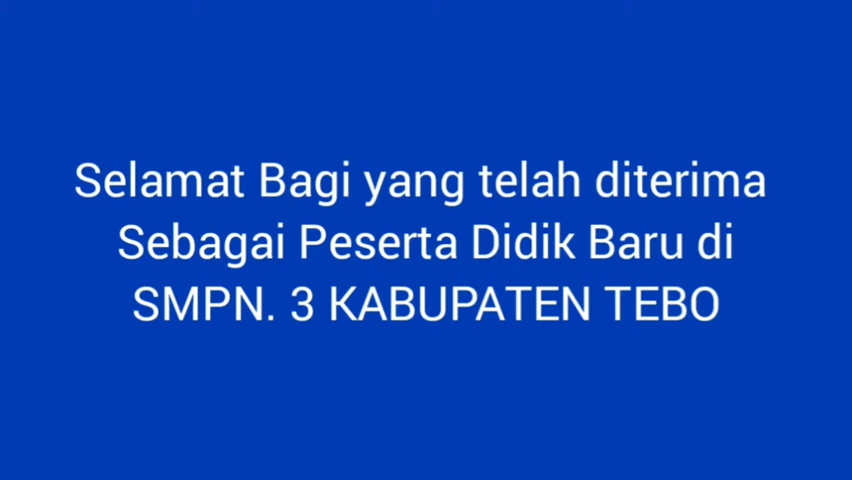 Selamat Bagi yang telah diterima
Sebagai Peserta Didik Baru di
SMPN. 3 KABUPATEN TEBO